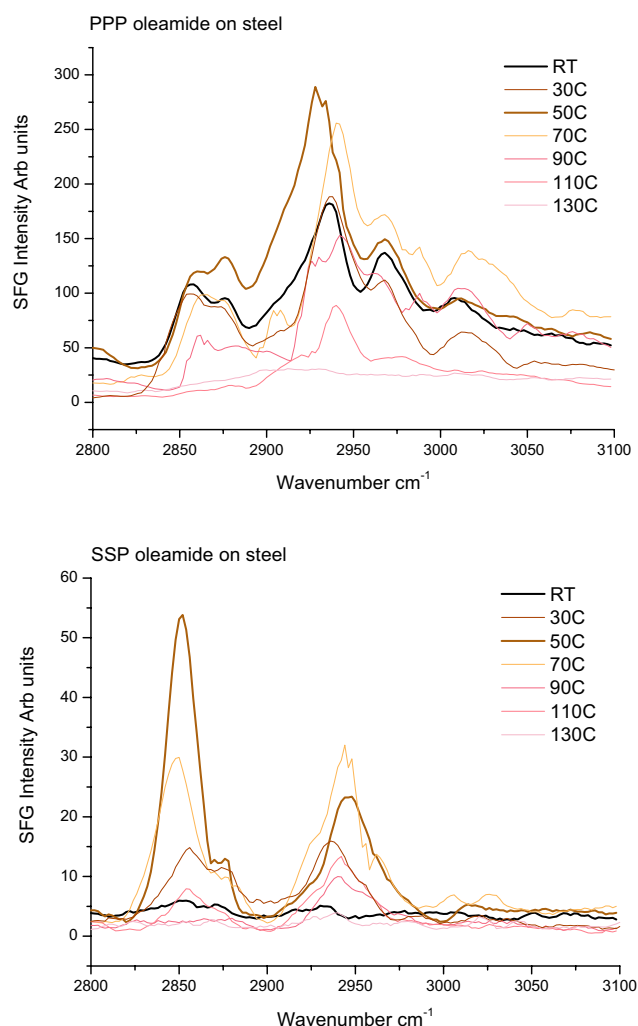 PPP oleamide on steel
RT
30C
50C
70C
90C
110C
130C
300
250
200
150
100
50
0
SFG Intensity Arb units
2800 2850 2900 2950 3000 3050 3100
Wavenumber cm⁻¹
SSP oleamide on steel
RT
30C
50C
70C
90C
110C
130C
60
50
40
30
20
10
0
SFG Intensity Arb units
2800 2850 2900 2950 3000 3050 3100
Wavenumber cm⁻¹